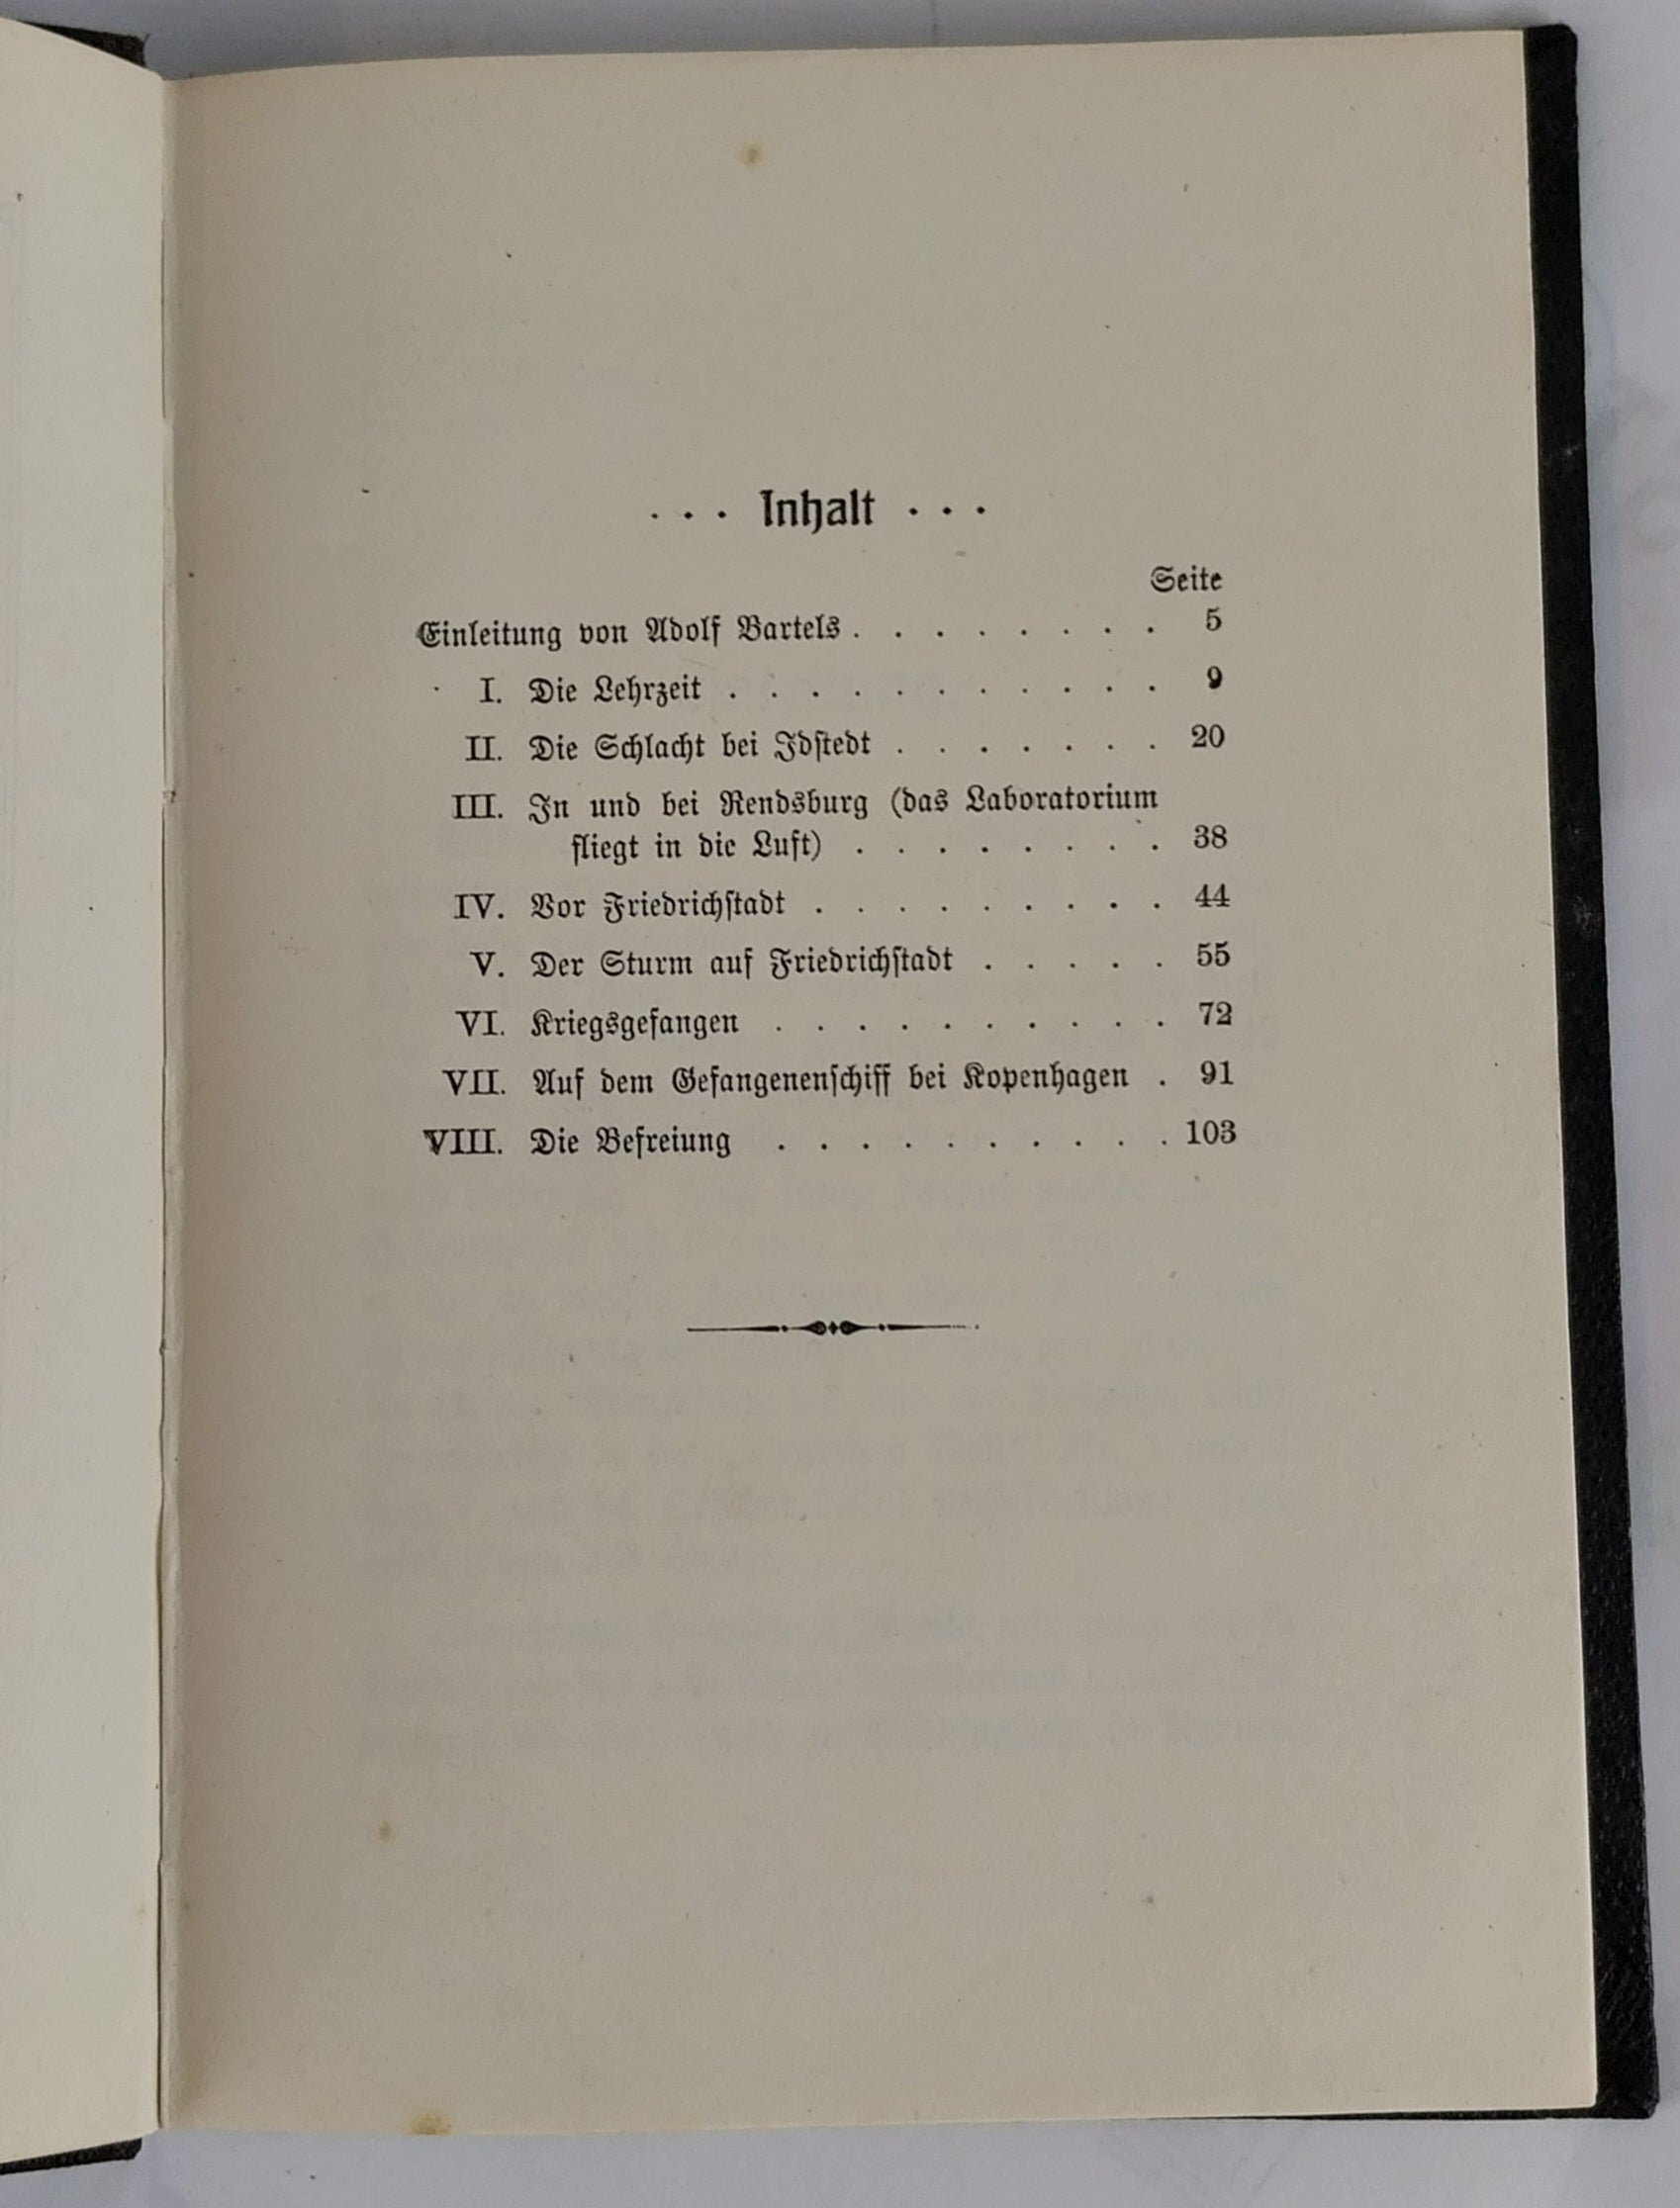 . . . Inhalt . . .
Seite
Einleitung von Adolf Bartels . . . . . . . . 5
I. Die Lehrzeit . . . . . . . . . . . 9
II. Die Schlacht bei Idstedt . . . . . . . 20
III. In und bei Rendsburg (das Laboratorium
fliegt in die Luft) . . . . . . . . 38
IV. Vor Friedrichstadt . . . . . . . . . 44
V. Der Sturm auf Friedrichstadt . . . . . 55
VI. Kriegsgefangen . . . . . . . . . . 72
VII. Auf dem Gefangenenschiff bei Kopenhagen . 91
VIII. Die Befreiung . . . . . . . . . . 103